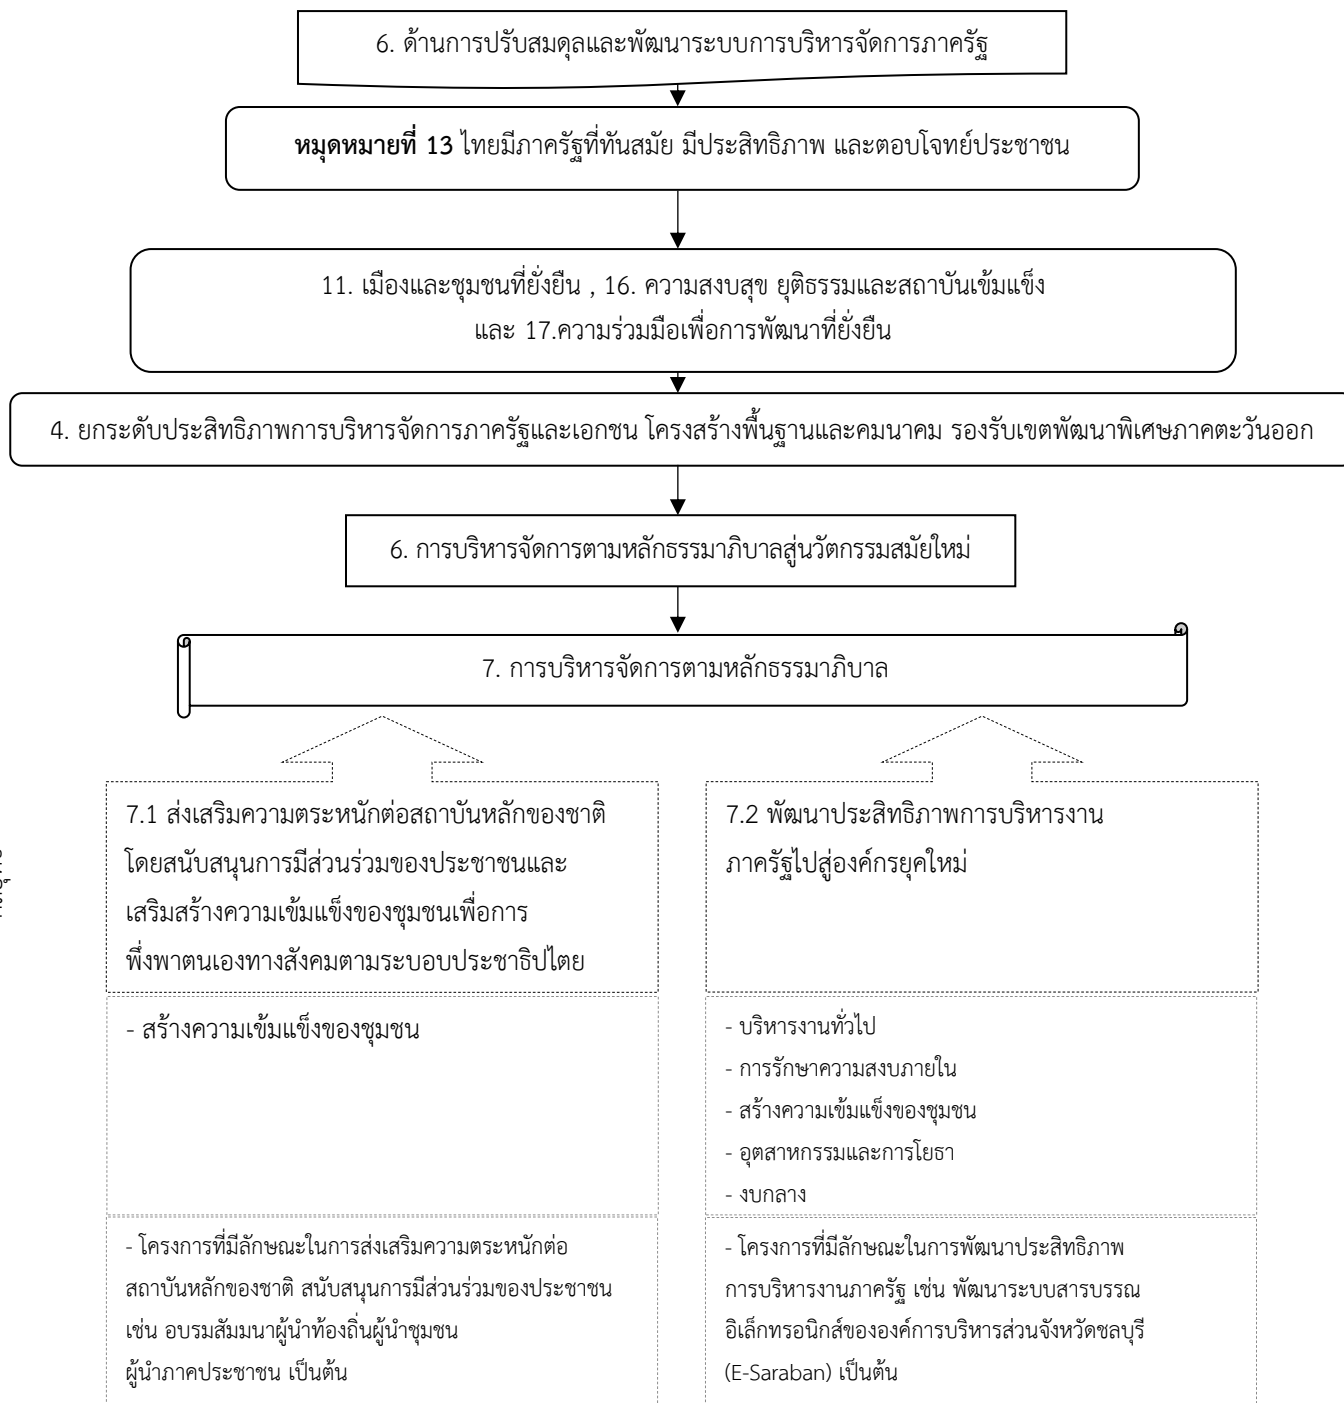 6. ด้านการปรับสมดุลและพัฒนาระบบการบริหารจัดการภาครัฐ
หมุดหมายที่ 13 ไทยมีภาครัฐที่ทันสมัย มีประสิทธิภาพ และตอบโจทย์ประชาชน
11. เมืองและชุมชนที่ยั่งยืน , 16. ความสงบสุข ยุติธรรมและสถาบันเข้มแข็ง
และ 17.ความร่วมมือเพื่อการพัฒนาที่ยั่งยืน
4. ยกระดับประสิทธิภาพการบริหารจัดการภาครัฐและเอกชน โครงสร้างพื้นฐานและคมนาคม รองรับเขตพัฒนาพิเศษภาคตะวันออก
6. การบริหารจัดการตามหลักธรรมาภิบาลสู่นวัตกรรมสมัยใหม่
7. การบริหารจัดการตามหลักธรรมาภิบาล
7.1 ส่งเสริมความตระหนักต่อสถาบันหลักของชาติ
โดยสนับสนุนการมีส่วนร่วมของประชาชนและ
เสริมสร้างความเข้มแข็งของชุมชนเพื่อการ
พึ่งพาตนเองทางสังคมตามระบอบประชาธิปไตย
- สร้างความเข้มแข็งของชุมชน
- โครงการที่มีลักษณะในการส่งเสริมความตระหนักต่อ
สถาบันหลักของชาติ สนับสนุนการมีส่วนร่วมของประชาชน
เช่น อบรมสัมมนาผู้นำท้องถิ่นผู้นำชุมชน
ผู้นำภาคประชาชน เป็นต้น
7.2 พัฒนาประสิทธิภาพการบริหารงาน
ภาครัฐไปสู่องค์กรยุคใหม่
- บริหารงานทั่วไป
- การรักษาความสงบภายใน
- สร้างความเข้มแข็งของชุมชน
- อุตสาหกรรมและการโยธา
- งบกลาง
- โครงการที่มีลักษณะในการพัฒนาประสิทธิภาพ
การบริหารงานภาครัฐ เช่น พัฒนาระบบสารบรรณ
อิเล็กทรอนิกส์ขององค์การบริหารส่วนจังหวัดชลบุรี
(E-Saraban) เป็นต้น